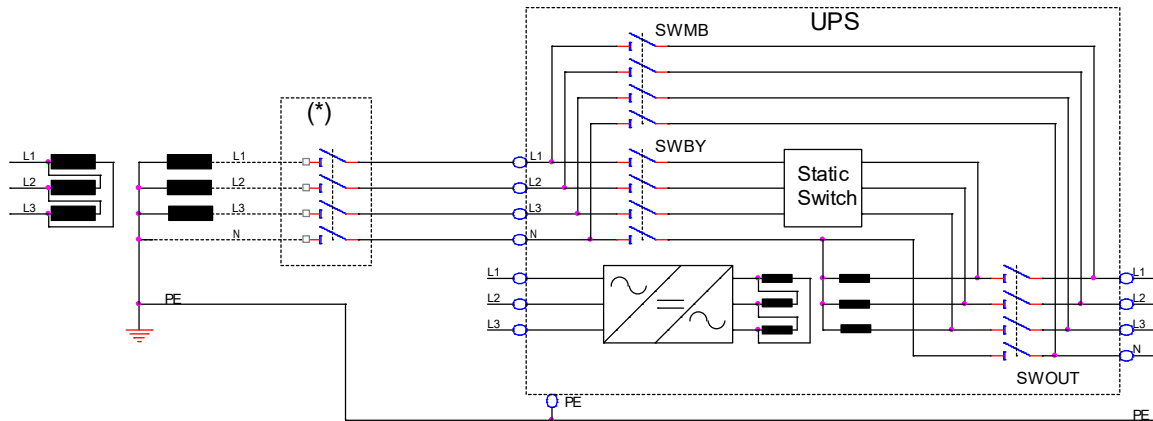 UPS
SWMB
(*)
L1
L1
L1
SWBY
L2
L2
L2
Static
Switch
L3
L3
L3
N
N
L1
L1
L2
L2
PE
L3
L3
N
SWOUT
PE
PE